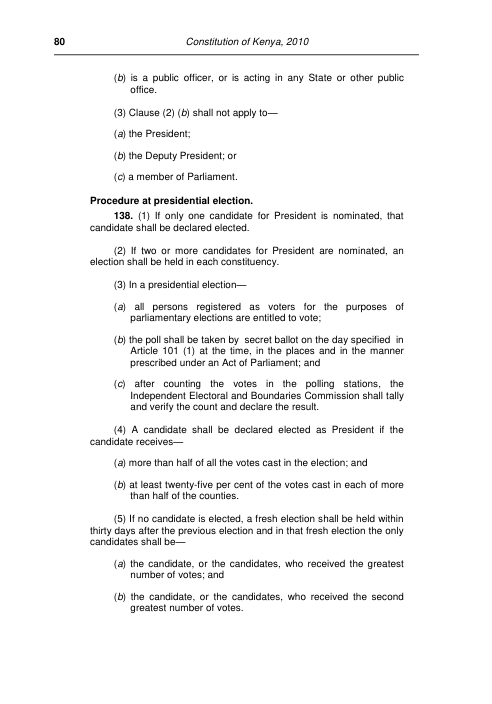 80 Constitution of Kenya, 2010
(b) is a public officer, or is acting in any State or other public
office.
(3) Clause (2) (b) shall not apply to—
(a) the President;
(b) the Deputy President; or
(c) a member of Parliament.
Procedure at presidential election.
138. (1) If only one candidate for President is nominated, that
candidate shall be declared elected.
(2) If two or more candidates for President are nominated, an
election shall be held in each constituency.
(3) In a presidential election—
(a) all persons registered as voters for the purposes of
parliamentary elections are entitled to vote;
(b) the poll shall be taken by secret ballot on the day specified in
Article 101 (1) at the time, in the places and in the manner
prescribed under an Act of Parliament; and
(c) after counting the votes in the polling stations, the
Independent Electoral and Boundaries Commission shall tally
and verify the count and declare the result.
(4) A candidate shall be declared elected as President if the
candidate receives—
(a) more than half of all the votes cast in the election; and
(b) at least twenty-five per cent of the votes cast in each of more
than half of the counties.
(5) If no candidate is elected, a fresh election shall be held within
thirty days after the previous election and in that fresh election the only
candidates shall be—
(a) the candidate, or the candidates, who received the greatest
number of votes; and
(b) the candidate, or the candidates, who received the second
greatest number of votes.